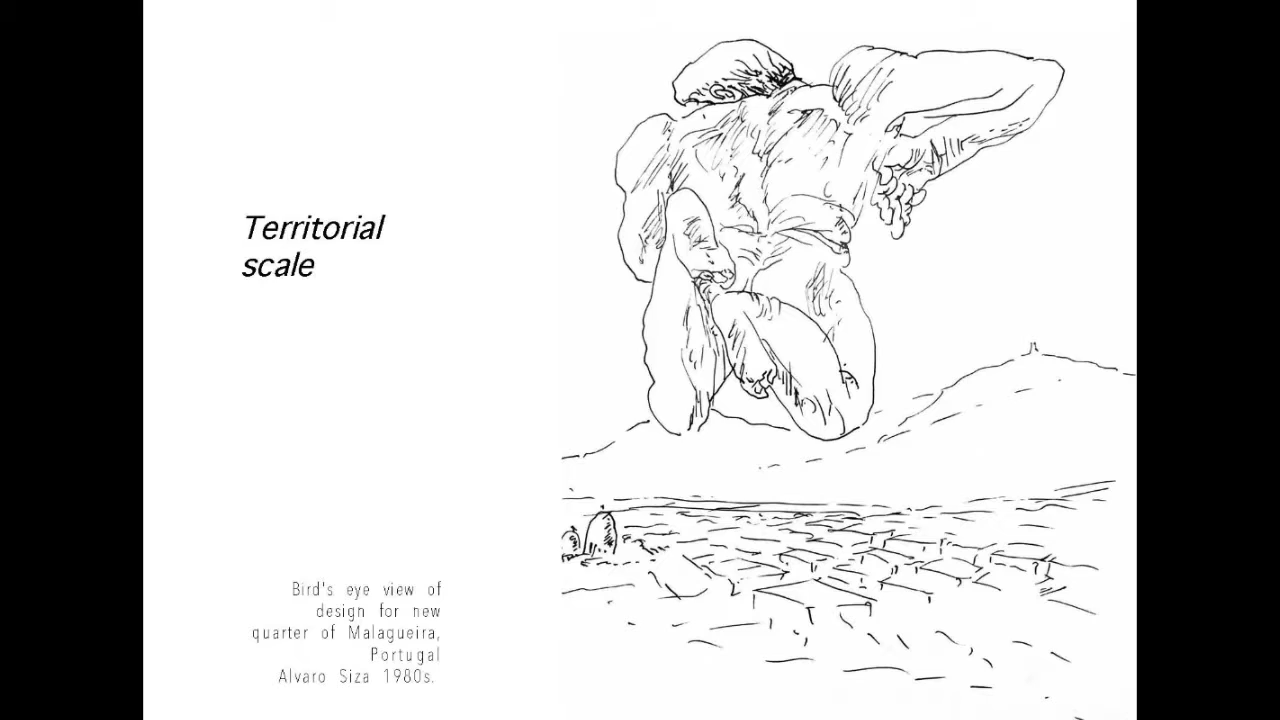 Territorial
scale
Bird's eye view of
design for new
quarter of Malagueira,
Portugal
Alvaro Siza 1980s.